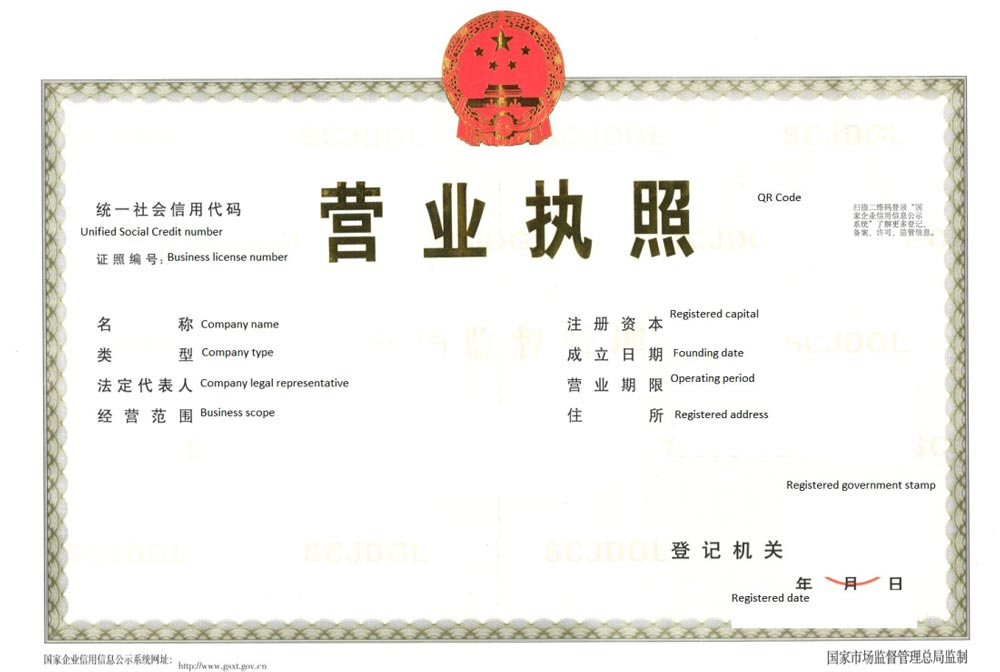 营业执照
统一社会信用代码
Unified Social Credit number
证照编号: Business license number
QR Code
扫描二维码登录“国
家企业信用信息公示
系统”了解更多登记、
备案、许可、监管信息。
名称 Company name
类型 Company type
法定代表人 Company legal representative
经营范围 Business scope
注册资本 Registered capital
成立日期 Founding date
营业期限 Operating period
住所 Registered address
SCJDGL SCJDGL SCJDGL
SCJDGL
SCJDGL SCJDGL
Registered government stamp
登记机关
年 月 日
Registered date
国家企业信用信息公示系统网址: http://www.gsxt.gov.cn
国家市场监督管理总局监制